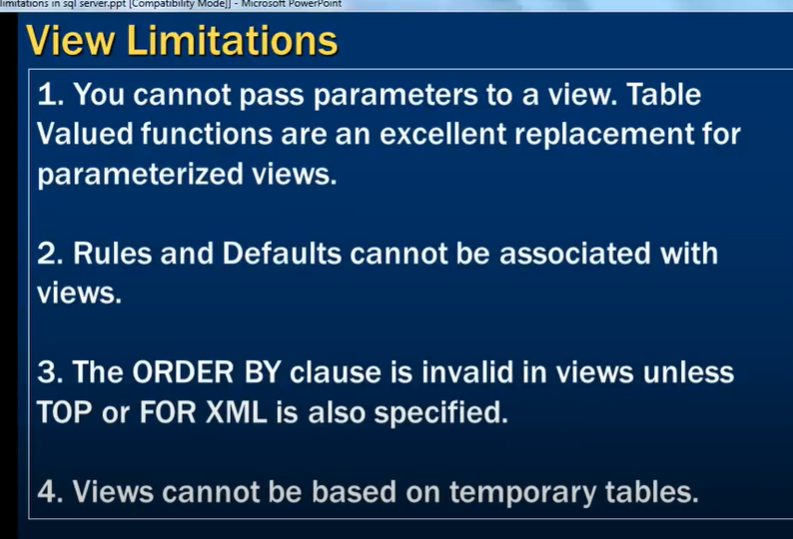 limitations in sql server.ppt [Compatibility Mode]] - Microsoft PowerPoint
View Limitations
1. You cannot pass parameters to a view. Table
Valued functions are an excellent replacement for
parameterized views.
2. Rules and Defaults cannot be associated with
views.
3. The ORDER BY clause is invalid in views unless
TOP or FOR XML is also specified.
4. Views cannot be based on temporary tables.